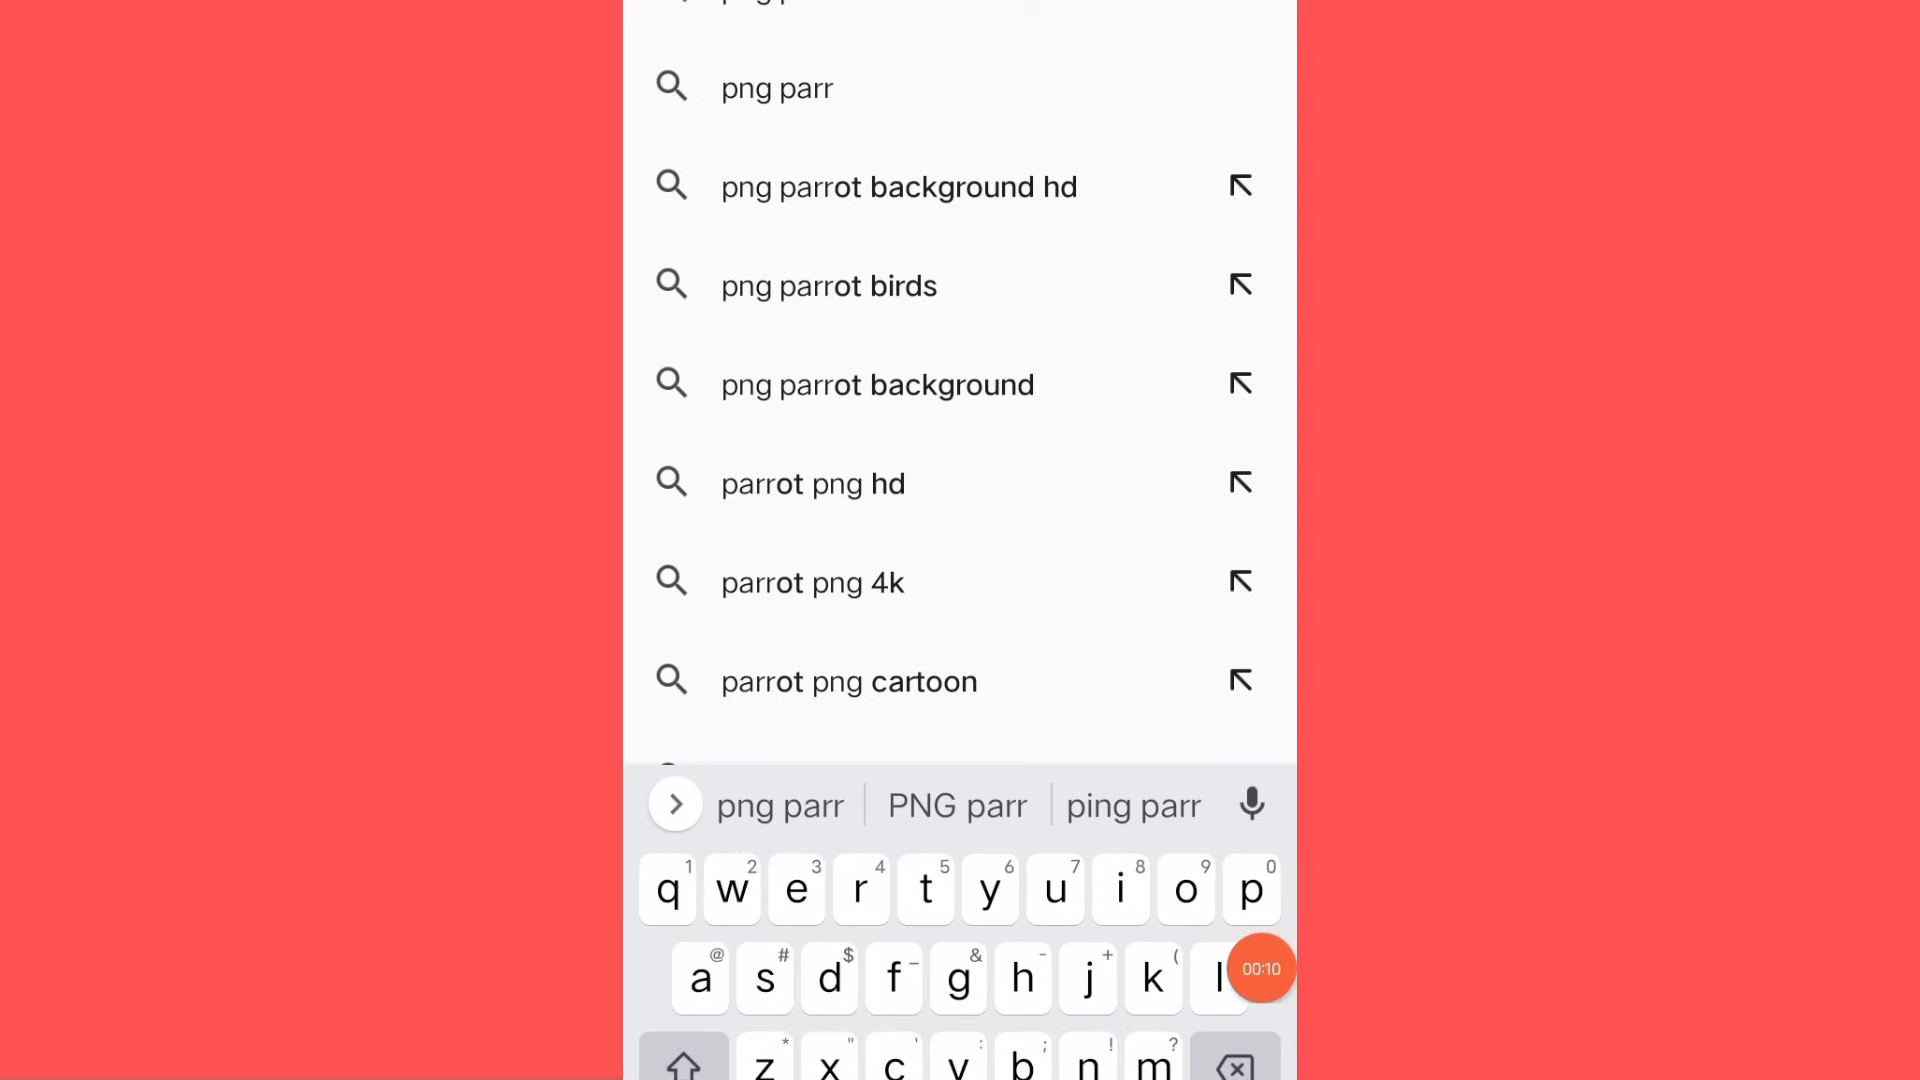 png parr
png parrot background hd
png parrot birds
png parrot background
parrot png hd
parrot png 4k
parrot png cartoon
png parr PNG parr ping parr
1 2 3 4 5 6 7 8 9 0
q w e r t y u i o p
@ # $ _ & - + (
a s d f g h j k l
00:10
* " ' : ; ! ?
z x c v b n m